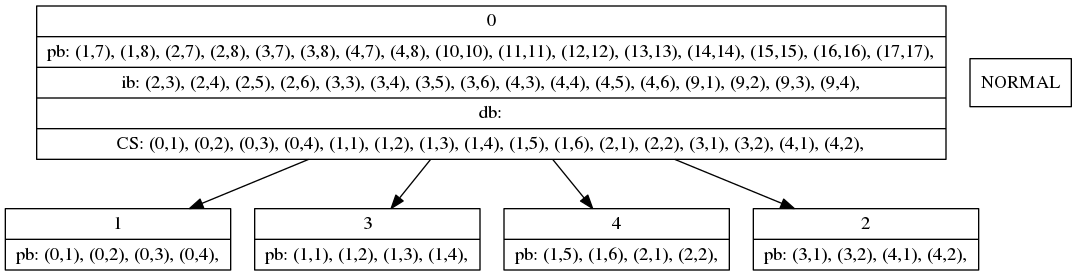 0
pb: (1,7), (1,8), (2,7), (2,8), (3,7), (3,8), (4,7), (4,8), (10,10), (11,11), (12,12), (13,13), (14,14), (15,15), (16,16), (17,17),
ib: (2,3), (2,4), (2,5), (2,6), (3,3), (3,4), (3,5), (3,6), (4,3), (4,4), (4,5), (4,6), (9,1), (9,2), (9,3), (9,4),
NORMAL
db:
CS: (0,1), (0,2), (0,3), (0,4), (1,1), (1,2), (1,3), (1,4), (1,5), (1,6), (2,1), (2,2), (3,1), (3,2), (4,1), (4,2),
1
pb: (0,1), (0,2), (0,3), (0,4),
3
pb: (1,1), (1,2), (1,3), (1,4),
4
pb: (1,5), (1,6), (2,1), (2,2),
2
pb: (3,1), (3,2), (4,1), (4,2),